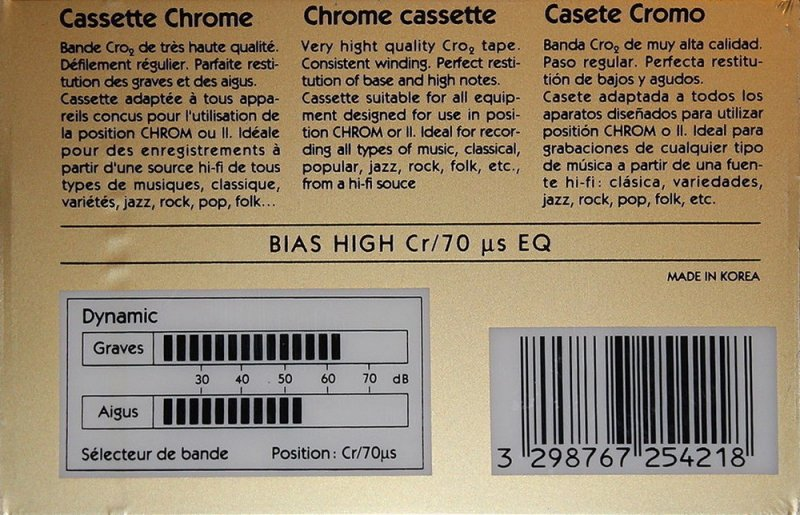 Cassette Chrome
Bande Cro₂ de très haute qualité.
Défilement régulier. Parfaite resti-
tution des graves et des aigus.
Cassette adaptée à tous appa-
reils concus pour l'utilisation de
la position CHROM ou II. Idéale
pour des enregistrements à
partir d'une source hi-fi de tous
types de musiques, classique,
variétés, jazz, rock, pop, folk...
Chrome cassette
Very hight quality Cro₂ tape.
Consistent winding. Perfect resti-
tution of base and high notes.
Cassette suitable for all equip-
ment designed for use in posi-
tion CHROM or II. Ideal for recor-
ding all types of music, classical,
popular, jazz, rock, folk, etc.,
from a hi-fi souce
Casete Cromo
Banda Cro₂ de muy alta calidad.
Paso regular. Perfecta restitu-
tión de bajos y agudos.
Casete adaptada a todos los
aparatos diseñados para utilizar
positión CHROM o II. Ideal para
grabaciones de cualquier tipo
de música a partir de una fuen-
te hi-fi: clásica, variedades,
jazz, rock, pop, folk, etc.
BIAS HIGH Cr/70 µs EQ
MADE IN KOREA
Dynamic
Graves
30 40 50 60 70 dB
Aigus
Sélecteur de bande Position: Cr/70µs
3 298767 254218